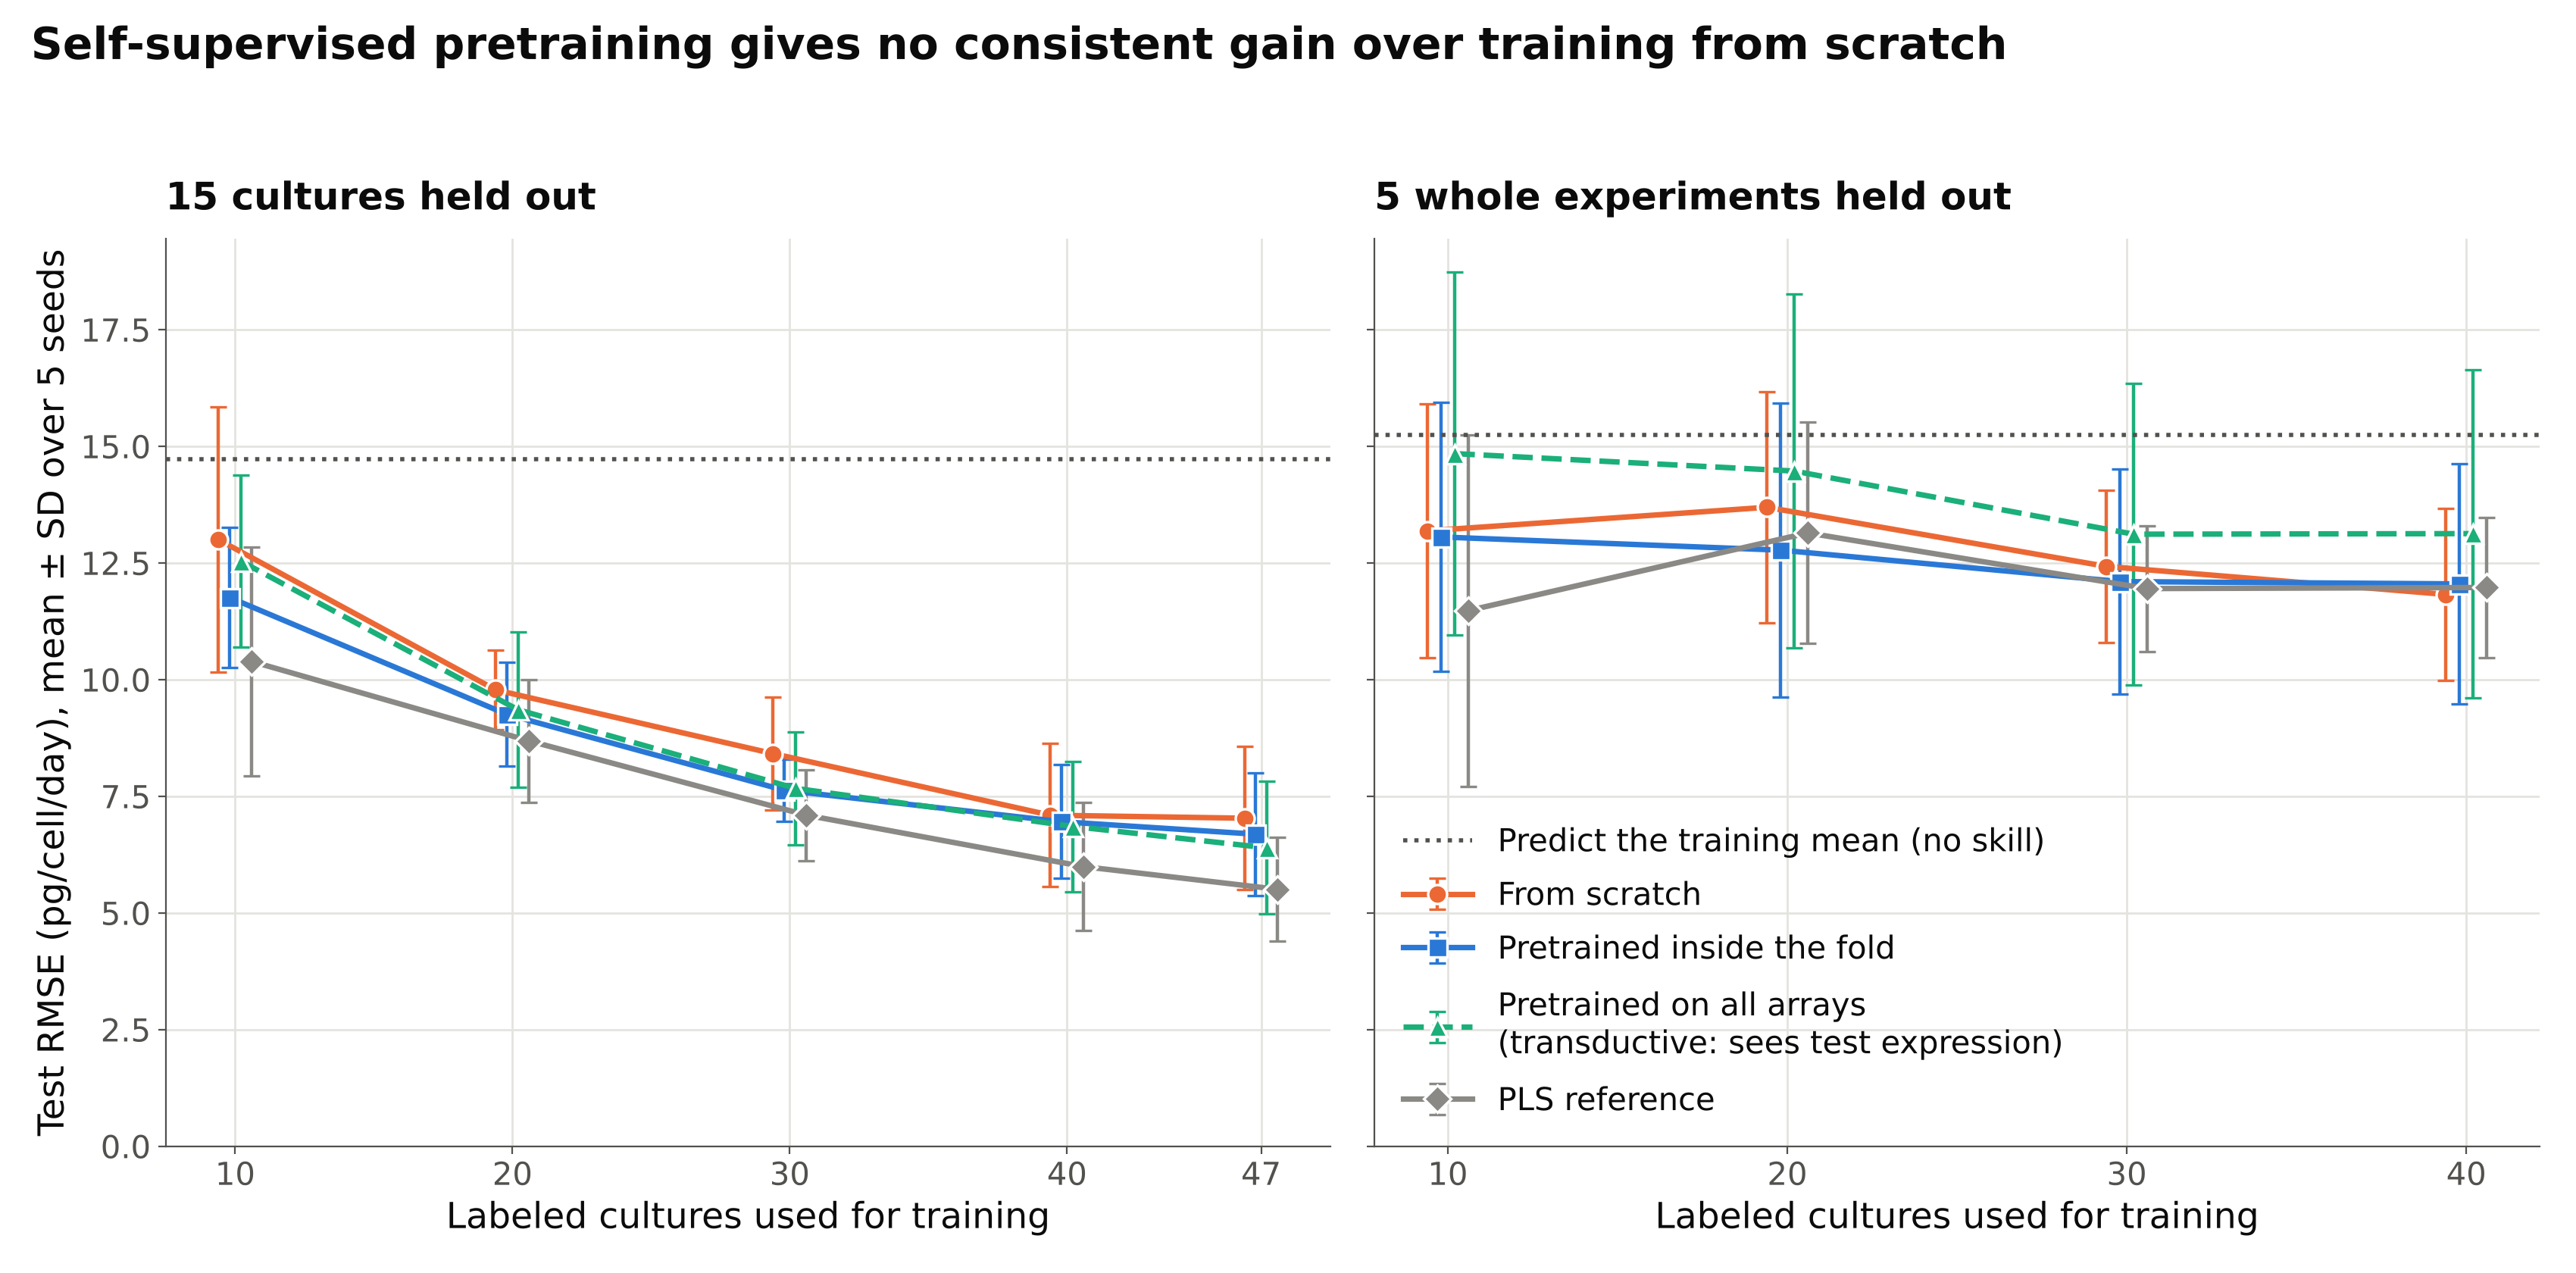 Self-supervised pretraining gives no consistent gain over training from scratch
15 cultures held out
Test RMSE (pg/cell/day), mean ± SD over 5 seeds
17.5
15.0
12.5
10.0
7.5
5.0
2.5
0.0
10 20 30 40 47
Labeled cultures used for training
5 whole experiments held out
Predict the training mean (no skill)
From scratch
Pretrained inside the fold
Pretrained on all arrays
(transductive: sees test expression)
PLS reference
10 20 30 40
Labeled cultures used for training